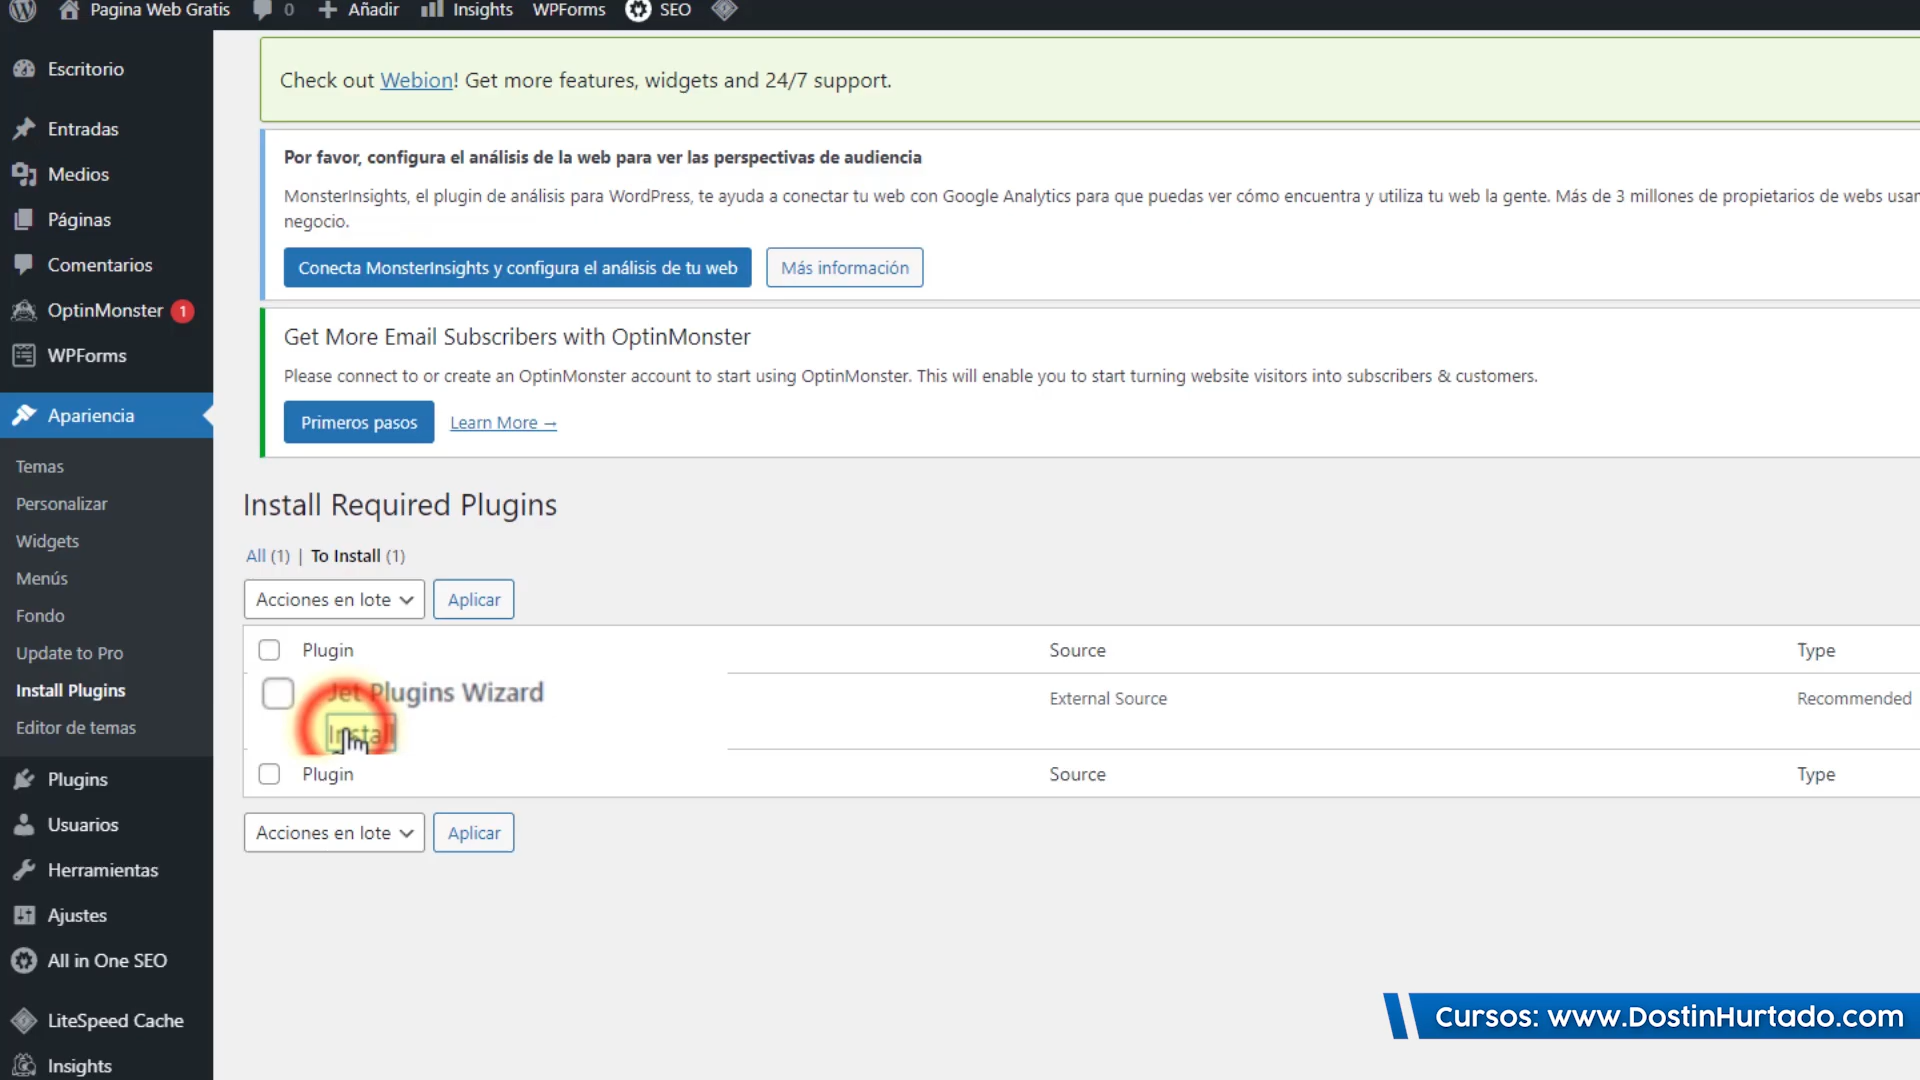 Pagina Web Gratis 0 Añadir Insights WPForms SEO
Escritorio
Entradas
Medios
Páginas
Comentarios
OptinMonster 1
WPForms
Apariencia
Temas
Personalizar
Widgets
Menús
Fondo
Update to Pro
Install Plugins
Editor de temas
Plugins
Usuarios
Herramientas
Ajustes
All in One SEO
LiteSpeed Cache
Insights
Check out Webion! Get more features, widgets and 24/7 support.
Por favor, configura el análisis de la web para ver las perspectivas de audiencia
MonsterInsights, el plugin de análisis para WordPress, te ayuda a conectar tu web con Google Analytics para que puedas ver cómo encuentra y utiliza tu web la gente. Más de 3 millones de propietarios de webs usar
negocio.
Conecta MonsterInsights y configura el análisis de tu web Más información
Get More Email Subscribers with OptinMonster
Please connect to or create an OptinMonster account to start using OptinMonster. This will enable you to start turning website visitors into subscribers & customers.
Primeros pasos Learn More →
Install Required Plugins
All (1) | To Install (1)
Acciones en lote Aplicar
Plugin Source Type
Jet Plugins Wizard External Source Recommended
Install
Plugin Source Type
Acciones en lote Aplicar
Cursos: www.DostinHurtado.com